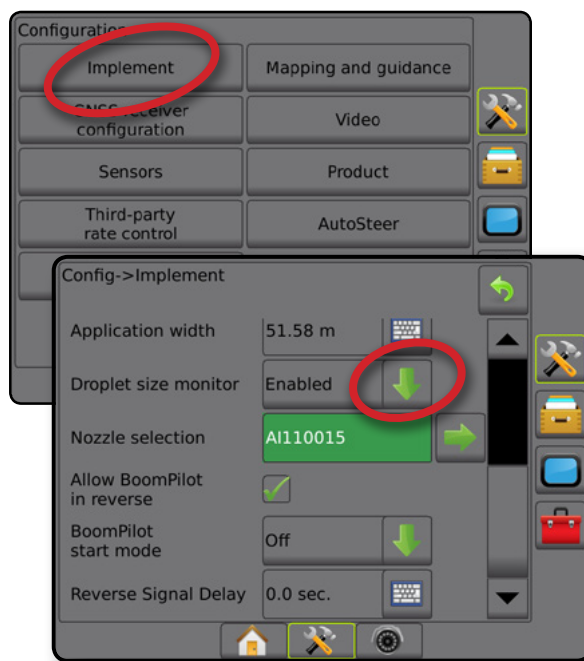 Configuration
Implement
Mapping and guidance
GNSS receiver
configuration
Video
Sensors
Product
Third-party
rate control
AutoSteer
Config->Implement
Application width
51.58 m
Droplet size monitor
Enabled
Nozzle selection
AI110015
Allow BoomPilot
in reverse
BoomPilot
start mode
Off
Reverse Signal Delay
0.0 sec.